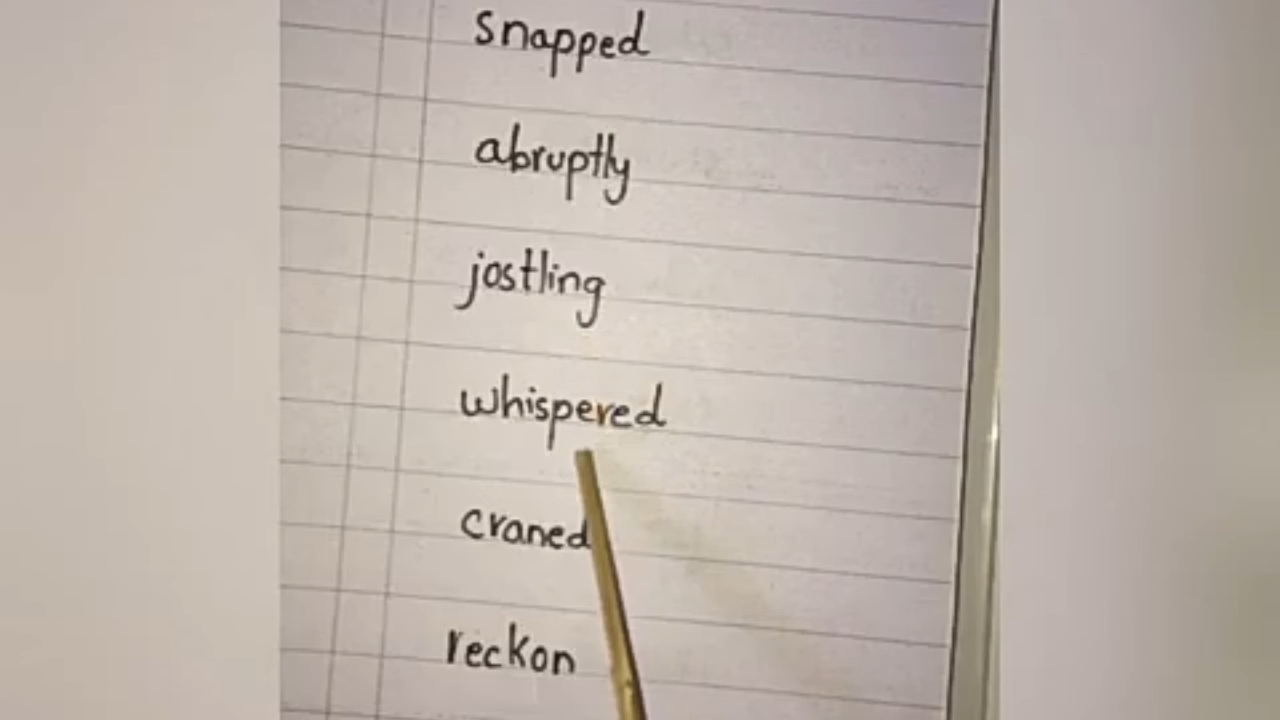 snapped
abruptly
jostling
whispered
craned
reckon